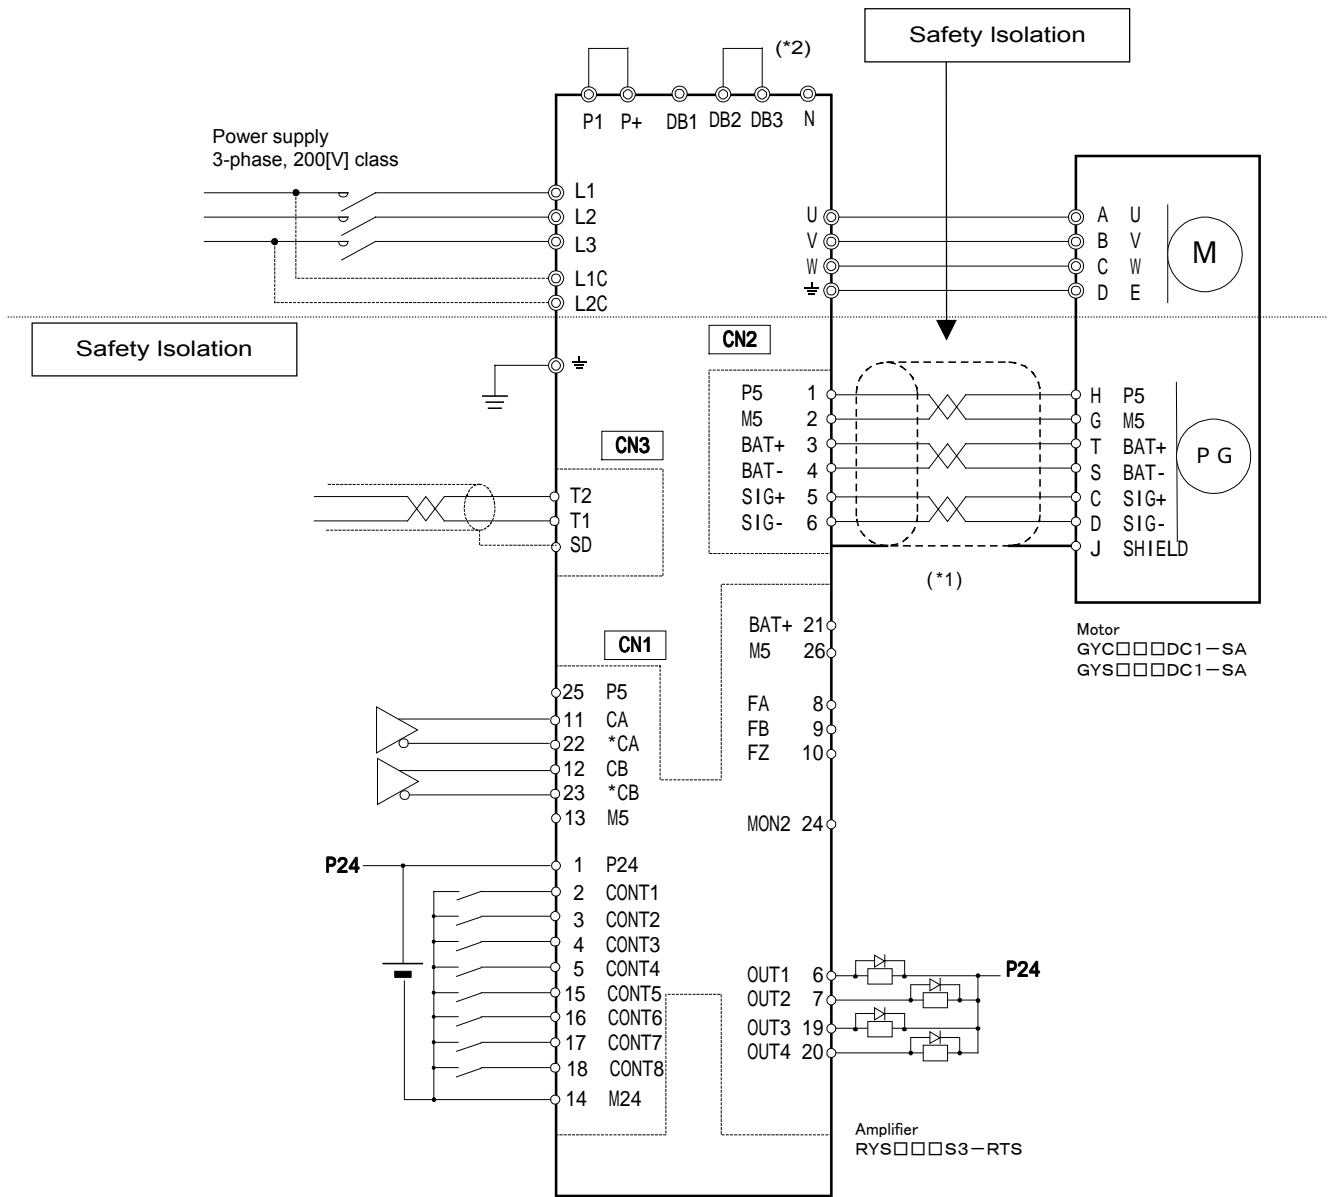 Safety Isolation
(*2)
P1 P+ DB1 DB2 DB3 N
Power supply
3-phase, 200[V] class
L1
L2
L3
L1C
L2C
U
V
W
A U
B V
C W
D E
M
Safety Isolation
CN2
P5 1
M5 2
BAT+ 3
BAT- 4
SIG+ 5
SIG- 6
H P5
G M5
T BAT+
S BAT-
C SIG+
D SIG-
J SHIELD
PG
(*1)
CN3
T2
T1
SD
Motor
GYC□□□DC1-SA
GYS□□□DC1-SA
CN1
25 P5
11 CA
22 *CA
12 CB
23 *CB
13 M5
BAT+ 21
M5 26
FA 8
FB 9
FZ 10
MON2 24
P24
1 P24
2 CONT1
3 CONT2
4 CONT3
5 CONT4
15 CONT5
16 CONT6
17 CONT7
18 CONT8
14 M24
OUT1 6
OUT2 7
OUT3 19
OUT4 20
P24
Amplifier
RYS□□□S3-RTS